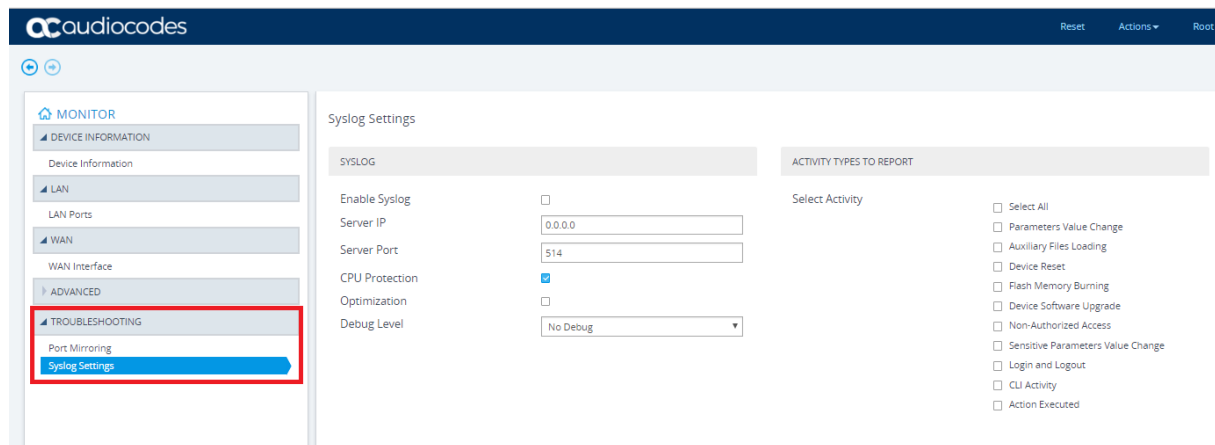 audiocodes
Reset Actions Root
MONITOR
DEVICE INFORMATION
Device Information
LAN
LAN Ports
WAN
WAN Interface
ADVANCED
TROUBLESHOOTING
Port Mirroring
Syslog Settings
Syslog Settings
SYSLOG
Enable Syslog
Server IP 0.0.0.0
Server Port 514
CPU Protection
Optimization
Debug Level No Debug
ACTIVITY TYPES TO REPORT
Select Activity
Select All
Parameters Value Change
Auxiliary Files Loading
Device Reset
Flash Memory Burning
Device Software Upgrade
Non-Authorized Access
Sensitive Parameters Value Change
Login and Logout
CLI Activity
Action Executed